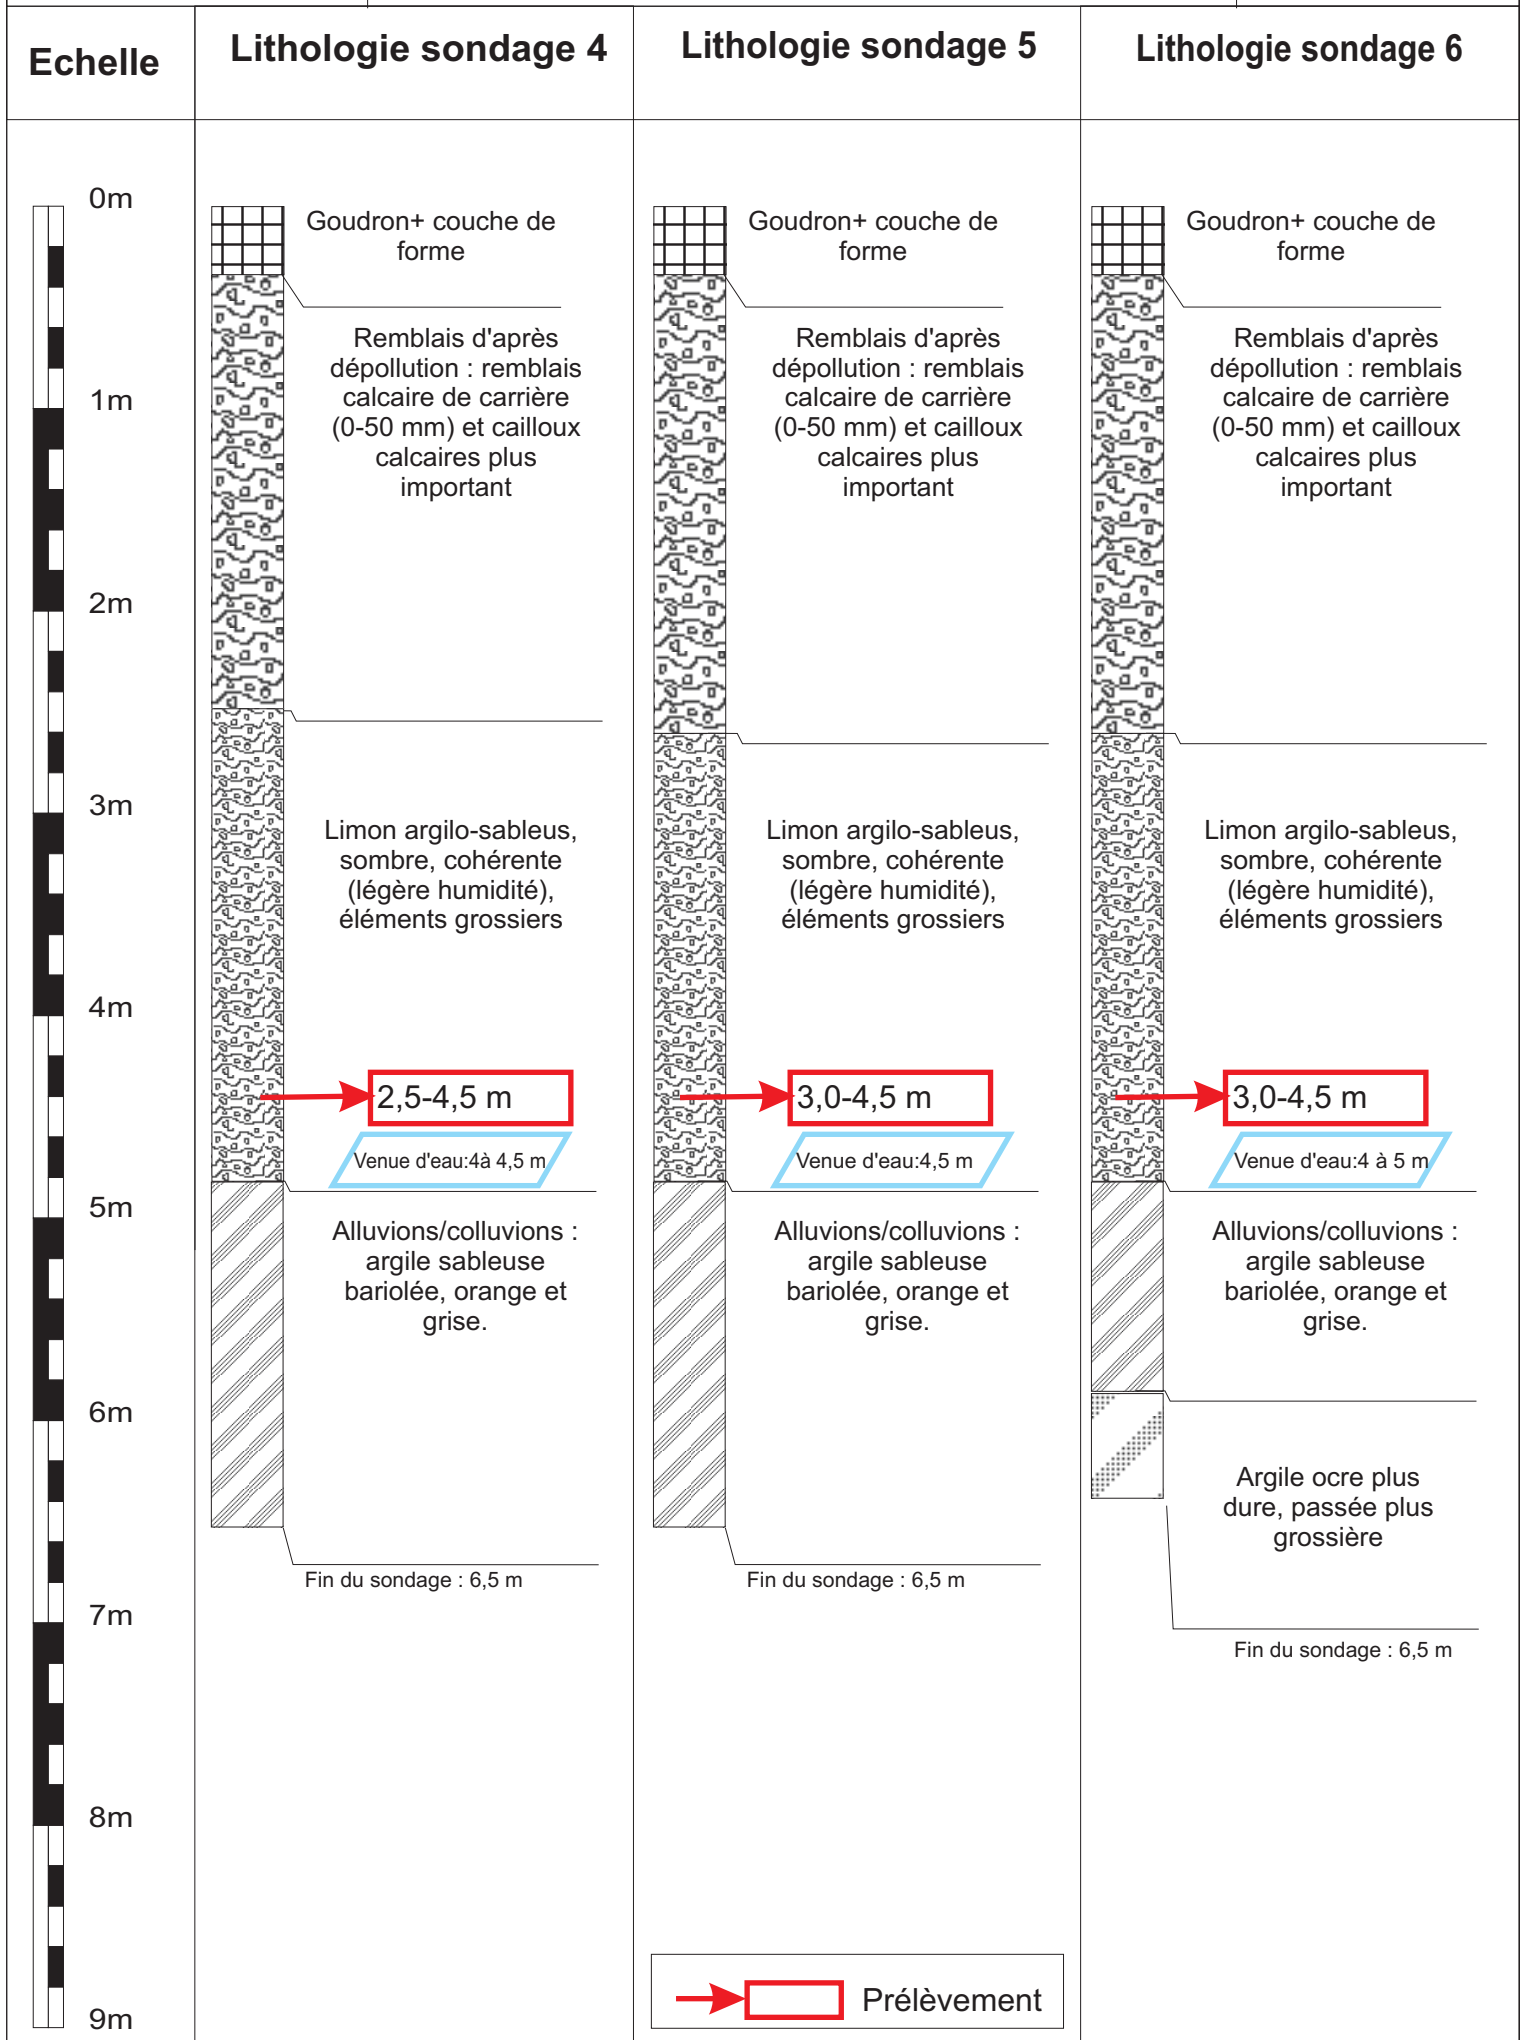 Echelle
Lithologie sondage 4
Lithologie sondage 5
Lithologie sondage 6
0m
1m
2m
3m
4m
5m
6m
7m
8m
9m
Goudron+ couche de
forme
Remblais d'après
dépollution : remblais
calcaire de carrière
(0-50 mm) et cailloux
calcaires plus
important
Limon argilo-sableus,
sombre, cohérente
(légère humidité),
éléments grossiers
2,5-4,5 m
Venue d'eau:4à 4,5 m
Alluvions/colluvions :
argile sableuse
bariolée, orange et
grise.
Fin du sondage : 6,5 m
Goudron+ couche de
forme
Remblais d'après
dépollution : remblais
calcaire de carrière
(0-50 mm) et cailloux
calcaires plus
important
Limon argilo-sableus,
sombre, cohérente
(légère humidité),
éléments grossiers
3,0-4,5 m
Venue d'eau:4,5 m
Alluvions/colluvions :
argile sableuse
bariolée, orange et
grise.
Fin du sondage : 6,5 m
Goudron+ couche de
forme
Remblais d'après
dépollution : remblais
calcaire de carrière
(0-50 mm) et cailloux
calcaires plus
important
Limon argilo-sableus,
sombre, cohérente
(légère humidité),
éléments grossiers
3,0-4,5 m
Venue d'eau:4 à 5 m
Alluvions/colluvions :
argile sableuse
bariolée, orange et
grise.
Argile ocre plus
dure, passée plus
grossière
Fin du sondage : 6,5 m
Prélèvement